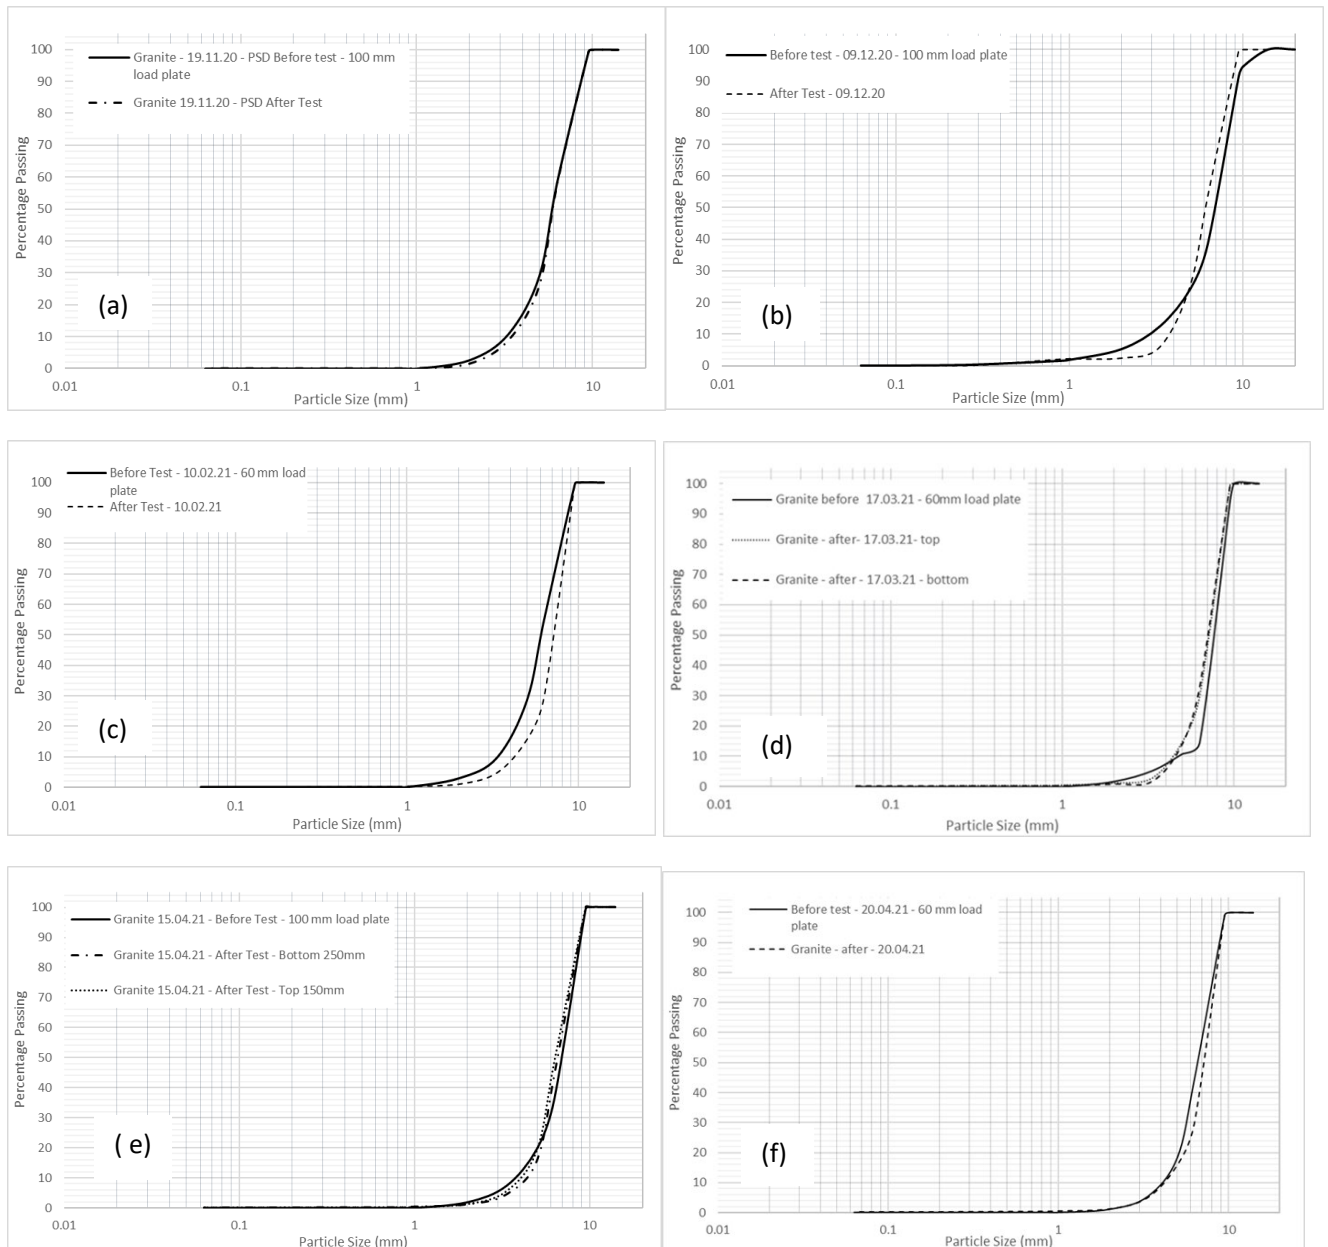 Granite - 19.11.20 - PSD Before test - 100 mm
load plate
Granite 19.11.20 - PSD After Test
100
90
80
70
60
50
40
30
20
10
0
Percentage Passing
(a)
0.01
0.1
1
10
Particle Size (mm)
Before test - 09.12.20 - 100 mm load plate
After Test - 09.12.20
100
90
80
70
60
50
40
30
20
10
0
Percentage Passing
(b)
0.01
0.1
1
10
Particle Size (mm)
Before Test - 10.02.21 - 60 mm load
plate
After Test - 10.02.21
100
90
80
70
60
50
40
30
20
10
0
Percentage Passing
(c)
0.01
0.1
1
10
Particle Size (mm)
Granite before 17.03.21 - 60mm load plate
Granite - after- 17.03.21- top
Granite - after - 17.03.21 - bottom
100
90
80
70
60
50
40
30
20
10
0
Percentage Passing
(d)
0.01
0.1
1
10
Particle Size (mm)
Granite 15.04.21 - Before Test - 100 mm load plate
Granite 15.04.21 - After Test - Bottom 250mm
Granite 15.04.21 - After Test - Top 150mm
100
90
80
70
60
50
40
30
20
10
0
Percentage Passing
( e)
0.01
0.1
1
10
Particle Size (mm)
Before test - 20.04.21 - 60 mm load
plate
Granite - after - 20.04.21
100
90
80
70
60
50
40
30
20
10
0
Percentage Passing
(f)
0.01
0.1
1
10
Particle Size (mm)